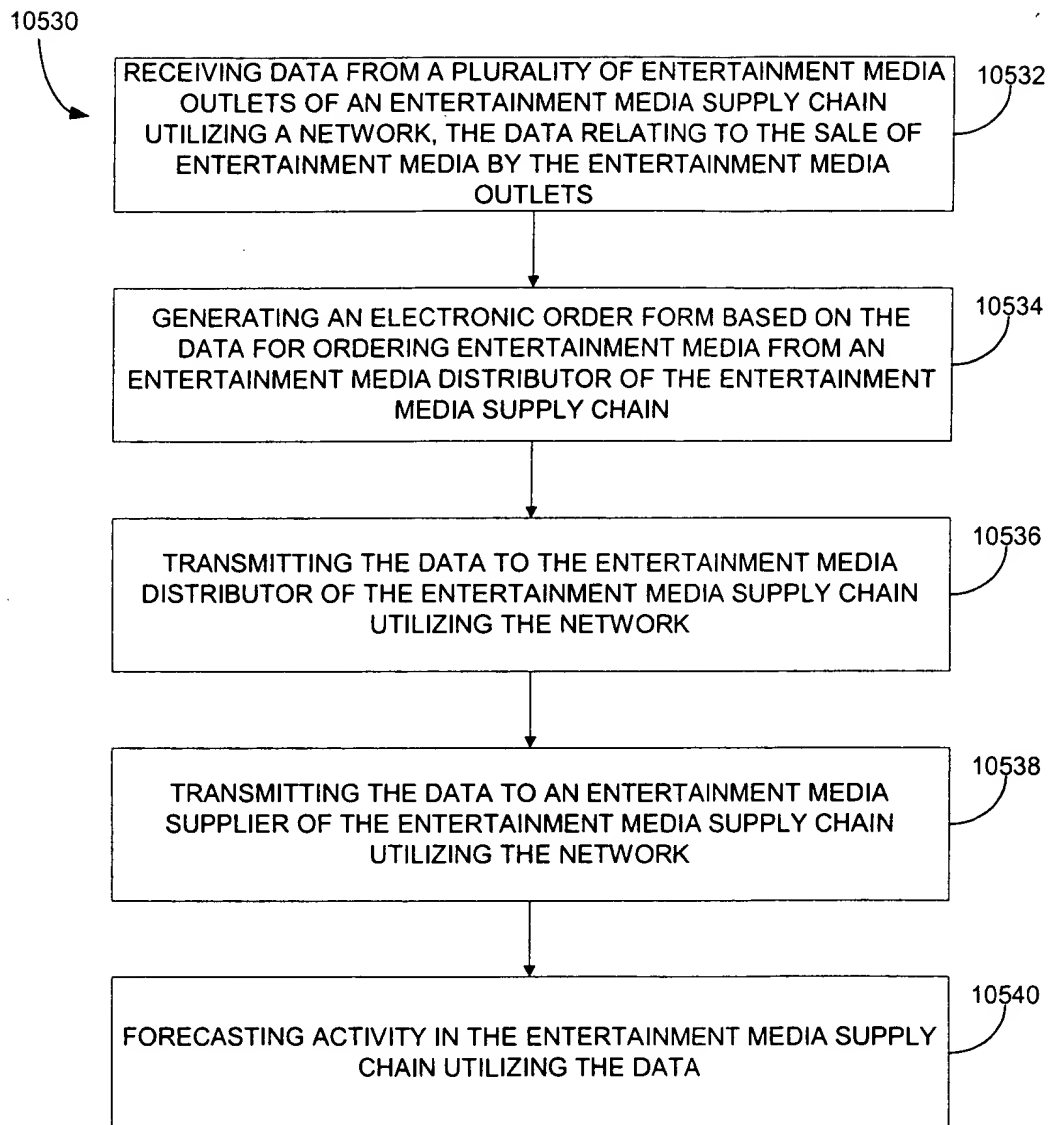 10530
RECEIVING DATA FROM A PLURALITY OF ENTERTAINMENT MEDIA
OUTLETS OF AN ENTERTAINMENT MEDIA SUPPLY CHAIN
UTILIZING A NETWORK, THE DATA RELATING TO THE SALE OF
ENTERTAINMENT MEDIA BY THE ENTERTAINMENT MEDIA
OUTLETS
10532
GENERATING AN ELECTRONIC ORDER FORM BASED ON THE
DATA FOR ORDERING ENTERTAINMENT MEDIA FROM AN
ENTERTAINMENT MEDIA DISTRIBUTOR OF THE ENTERTAINMENT
MEDIA SUPPLY CHAIN
10534
TRANSMITTING THE DATA TO THE ENTERTAINMENT MEDIA
DISTRIBUTOR OF THE ENTERTAINMENT MEDIA SUPPLY CHAIN
UTILIZING THE NETWORK
10536
TRANSMITTING THE DATA TO AN ENTERTAINMENT MEDIA
SUPPLIER OF THE ENTERTAINMENT MEDIA SUPPLY CHAIN
UTILIZING THE NETWORK
10538
FORECASTING ACTIVITY IN THE ENTERTAINMENT MEDIA SUPPLY
CHAIN UTILIZING THE DATA
10540